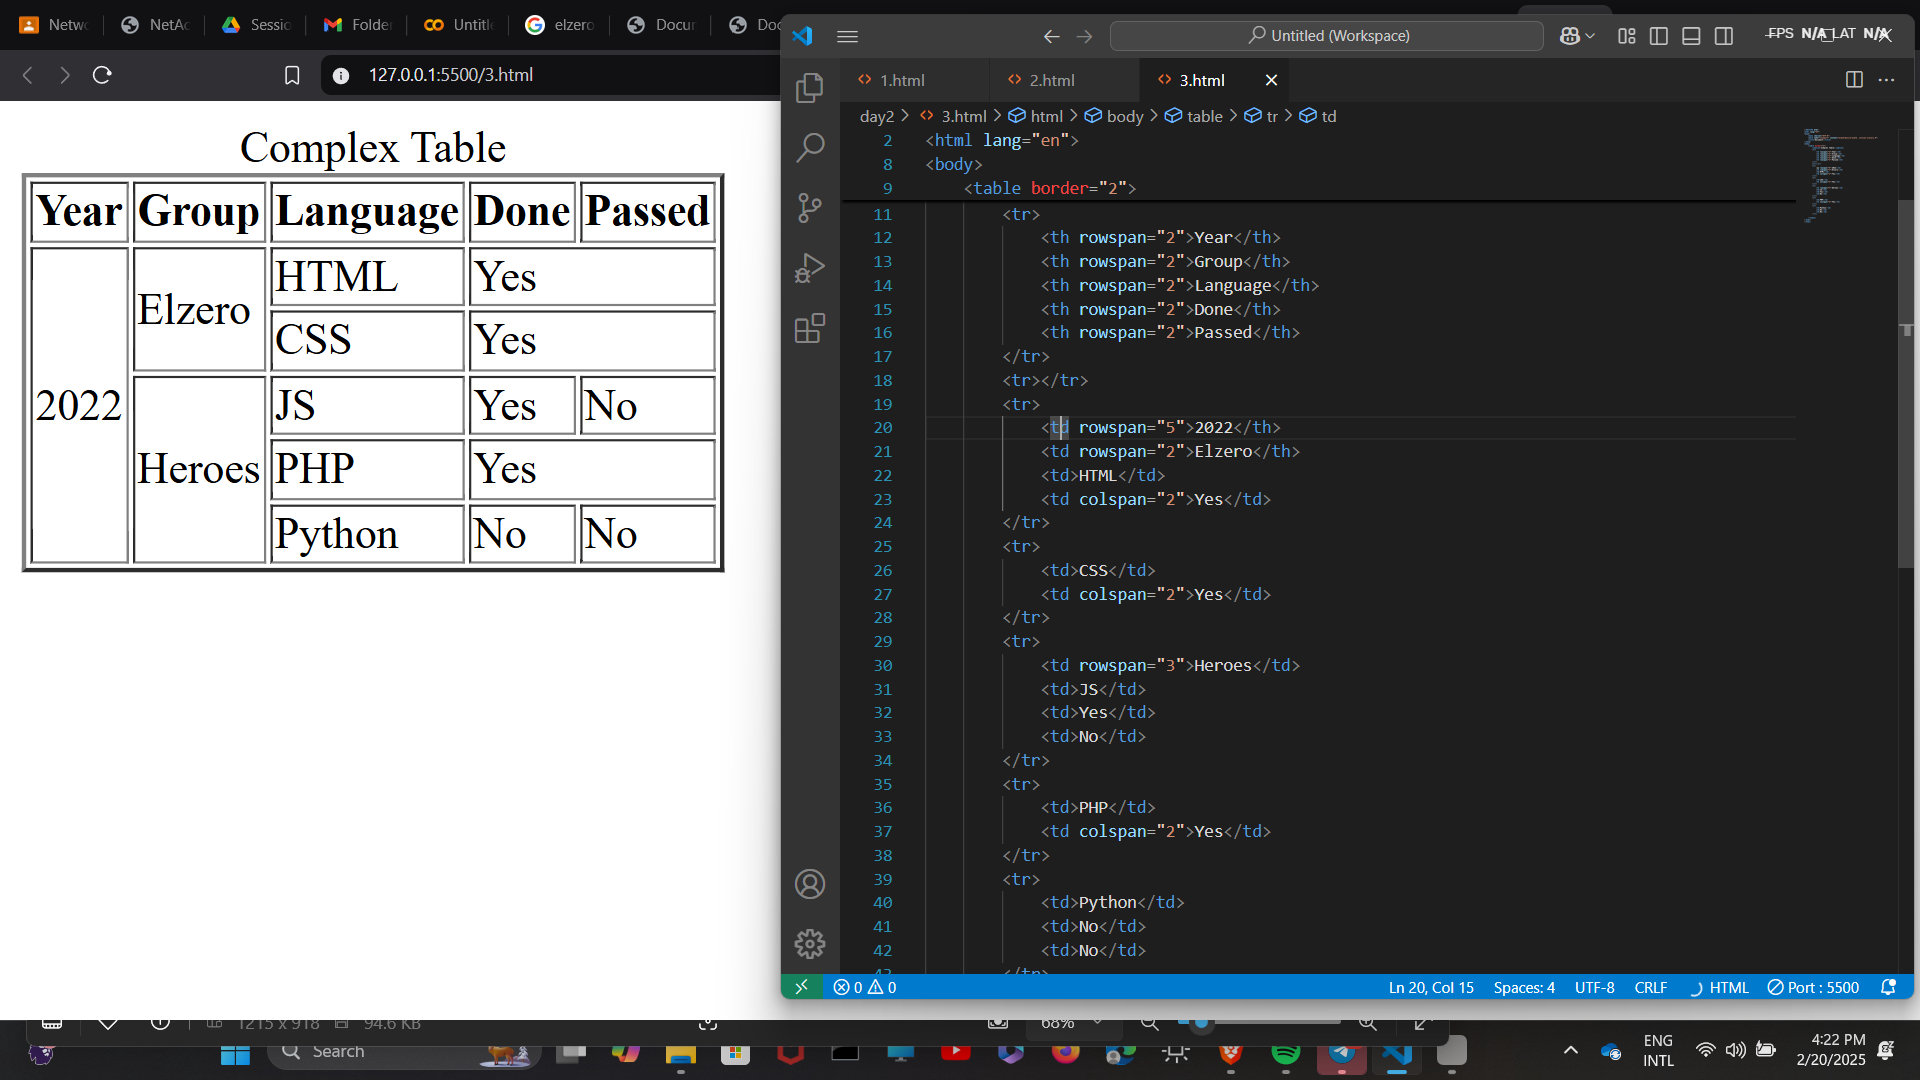 Netwo
NetAc
Sessio
Folder
Untitle
elzero
Docur
Doc
127.0.0.1:5500/3.html
Complex Table
Year Group Language Done Passed
2022 Elzero HTML Yes
CSS Yes
Heroes JS Yes No
PHP Yes
Python No No
Untitled (Workspace)
FPS N/A LAT N/A
1.html
2.html
3.html
day2 > 3.html > html > body > table > tr > td
2 <html lang="en">
8 <body>
9 <table border="2">
11 <tr>
12 <th rowspan="2">Year</th>
13 <th rowspan="2">Group</th>
14 <th rowspan="2">Language</th>
15 <th rowspan="2">Done</th>
16 <th rowspan="2">Passed</th>
17 </tr>
18 <tr></tr>
19 <tr>
20 <td rowspan="5">2022</th>
21 <td rowspan="2">Elzero</th>
22 <td>HTML</td>
23 <td colspan="2">Yes</td>
24 </tr>
25 <tr>
26 <td>CSS</td>
27 <td colspan="2">Yes</td>
28 </tr>
29 <tr>
30 <td rowspan="3">Heroes</td>
31 <td>JS</td>
32 <td>Yes</td>
33 <td>No</td>
34 </tr>
35 <tr>
36 <td>PHP</td>
37 <td colspan="2">Yes</td>
38 </tr>
39 <tr>
40 <td>Python</td>
41 <td>No</td>
42 <td>No</td>
43 </tr>
0 0
Ln 20, Col 15 Spaces: 4 UTF-8 CRLF HTML Port : 5500
1215 x 918 94.6 KB
68%
Search
ENG
INTL
4:22 PM
2/20/2025